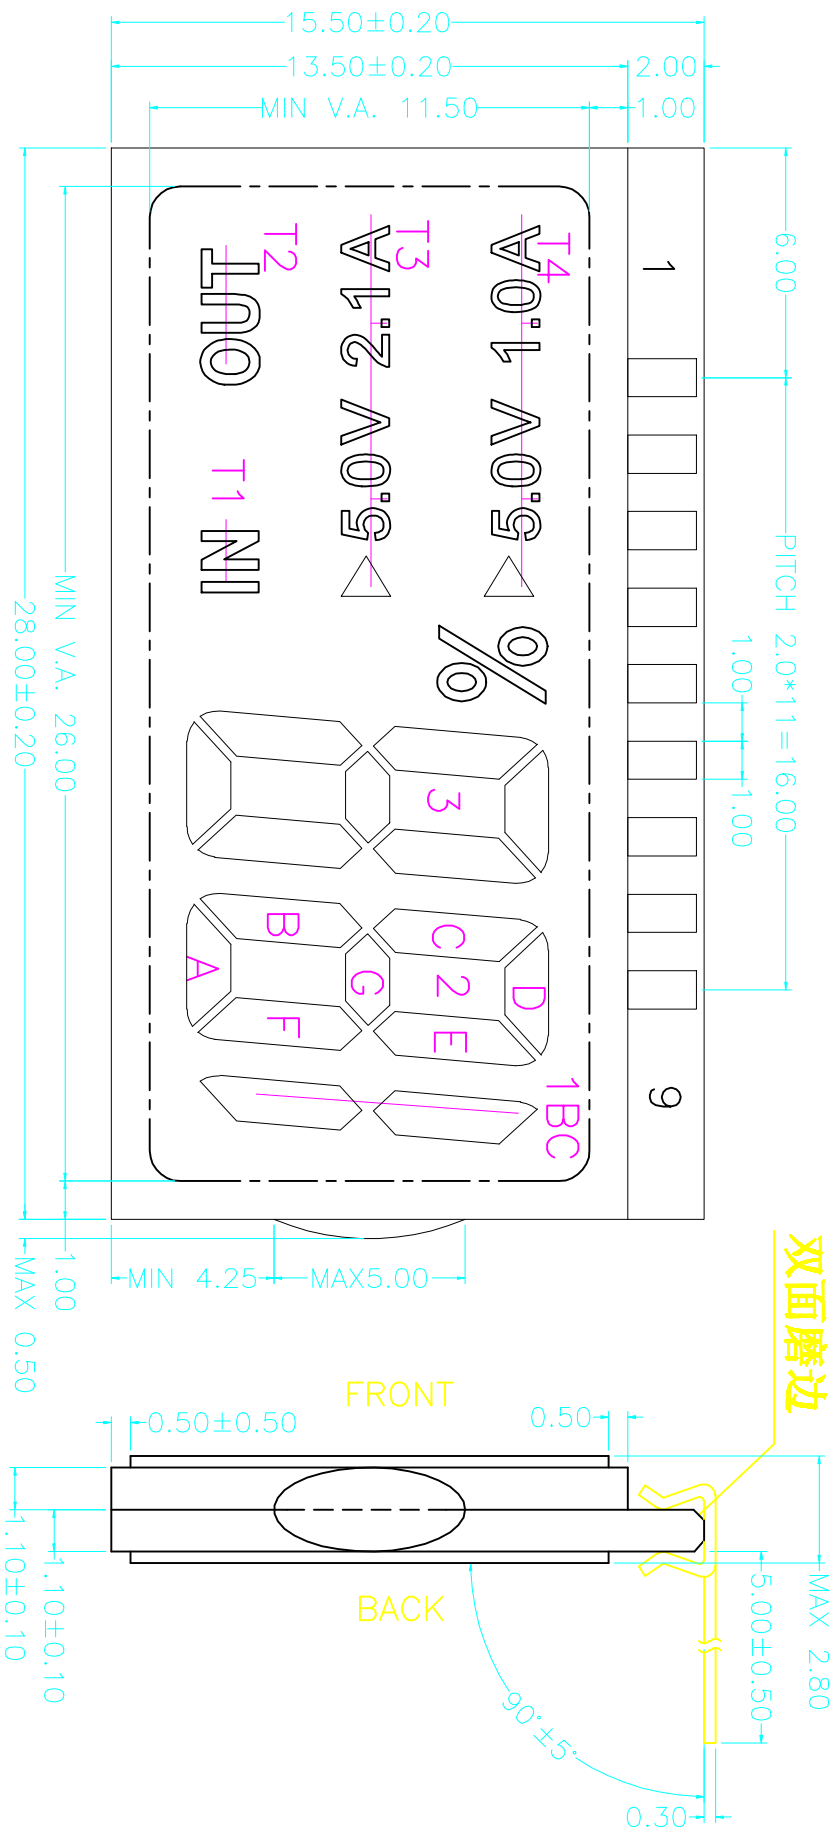 15.50±0.20
13.50±0.20
2.00
MIN V.A. 11.50
1.00
6.00
PITCH 2.0*11=16.00
1.00
1.00
1
9
T4
5.0V 1.0A
T3
5.0V 2.1A
T2
OUT
T1
IN
%
3
A
B
C
2
D
E
F
G
1BC
MIN V.A. 26.00
28.00±0.20
1.00
MAX 0.50
MIN 4.25
MAX5.00
双面磨边
FRONT
0.50±0.50
0.50
BACK
1.10±0.10
1.10±0.10
MAX 2.80
5.00±0.50
90°±5°
0.30